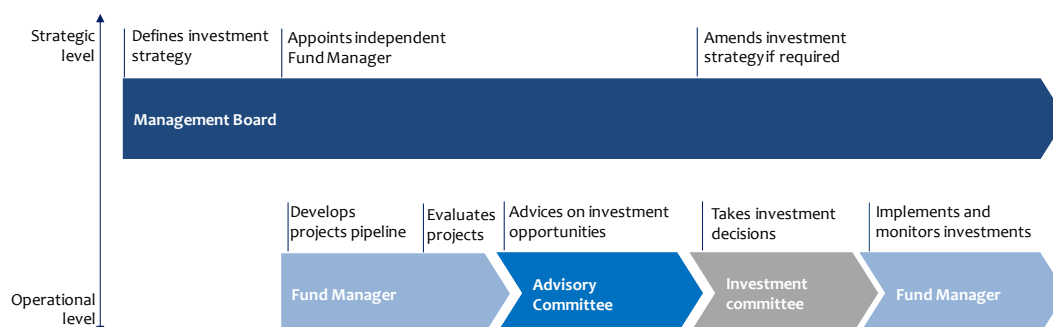 Strategic
level
Defines investment
strategy
Appoints independent
Fund Manager
Amends investment
strategy if required
Management Board
Develops
projects pipeline
Evaluates
projects
Advices on investment
opportunities
Takes investment
decisions
Implements and
monitors investments
Operational
level
Fund Manager
Advisory
Committee
Investment
committee
Fund Manager